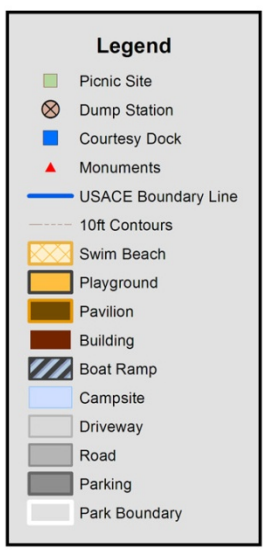 Legend
Picnic Site
Dump Station
Courtesy Dock
Monuments
USACE Boundary Line
10ft Contours
Swim Beach
Playground
Pavilion
Building
Boat Ramp
Campsite
Driveway
Road
Parking
Park Boundary